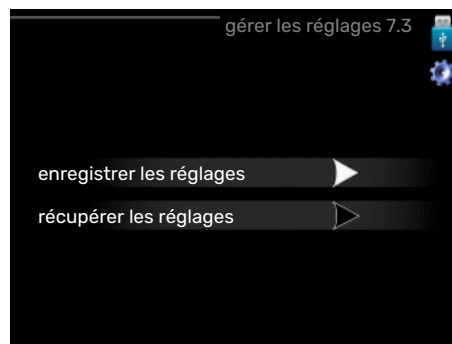 gérer les réglages 7.3
enregistrer les réglages
récupérer les réglages